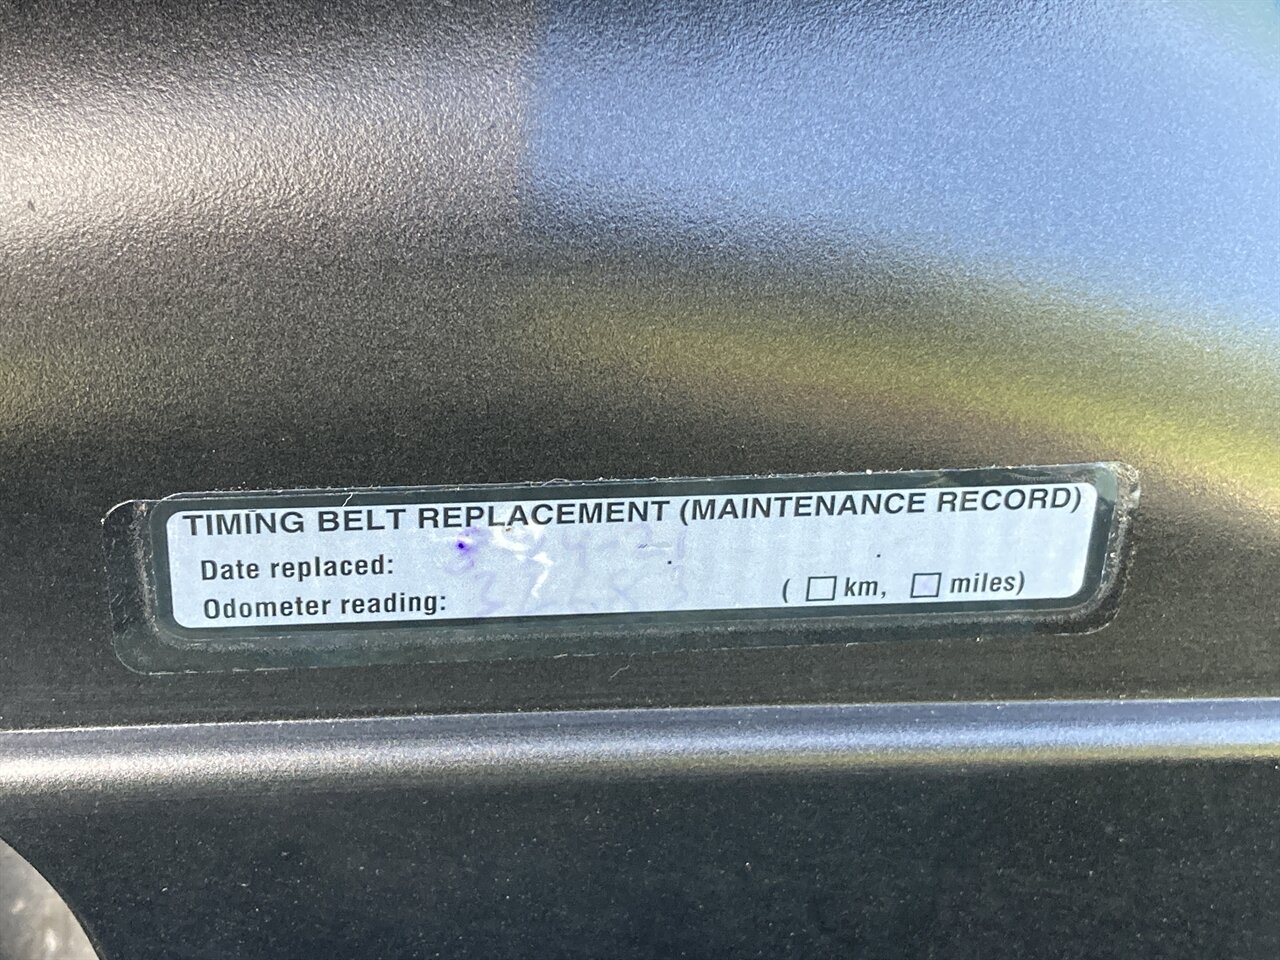 TIMING BELT REPLACEMENT (MAINTENANCE RECORD)
Date replaced:
Odometer reading: ( km, miles)